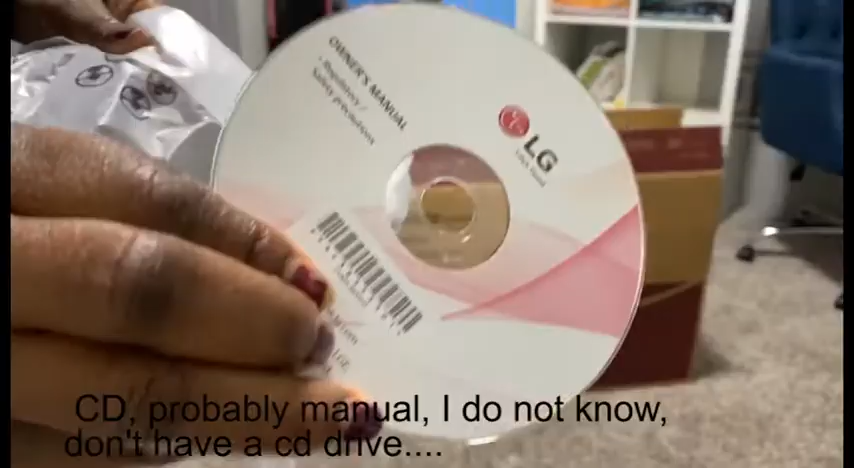 OWNER'S MANUAL
- Regulatory /
Safety precautions
LG
Life's Good
CD, probably manual, I do not know,
don't have a cd drive....